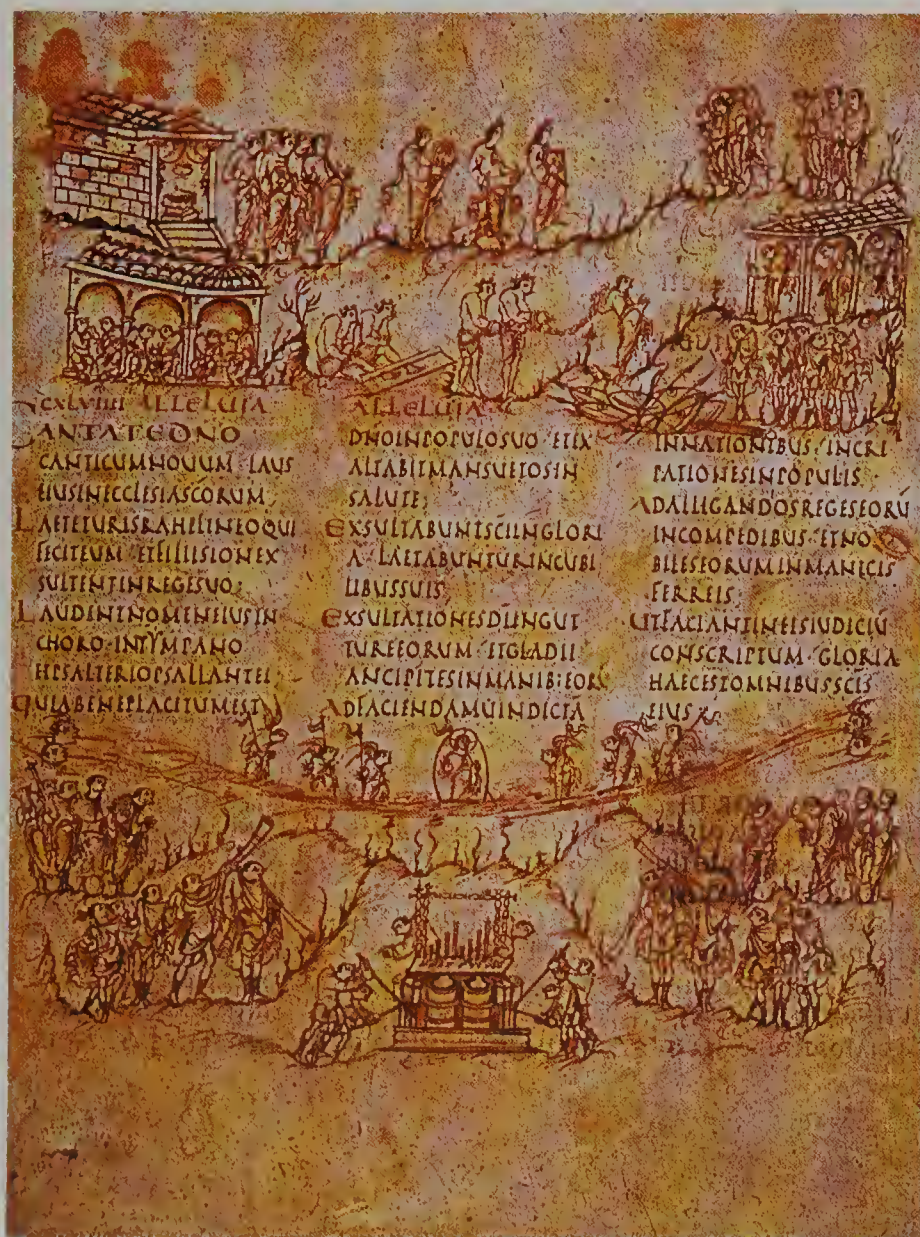 CXLVIIII ALLELUIA
CANTATEDNO
CANTICUMNOUUM·LAUS
EIUSINECCLESIASCORUM;
LAETETURISRAHELINEOQUI
FECITEUM·ETFILIISIONEX
SULTENTINREGESUO;
LAUDENTNOMENEIUSIN
CHORO·INTYMPANO
ETPSALTERIOPSALLANTEI
QUIABENEPLACITUMEST
ALLELUIA
DNOINPOPULOSUO·ETEX
ALTABITMANSUETOSIN
SALUTE;
EXSULTABUNTSCIINGLORI
A·LAETABUNTURINCUBI
LIBUSSUIS
EXSULTATIONESDIINGUT
TUREEORUM·ETGLADII
ANCIPITESINMANIB:EOR
ADFACIENDAMUINDICTA
INNATIONIBUS·INCRE
PATIONESINPOPULIS
ADALLIGANDOSREGESEORU
INCOMPEDIBUS·ETNO
BILESEORUMINMANICIS
FERREIS
UTFACIANTINEISIUDICIU
CONSCRIPTUM·GLORIA
HAECESTOMNIBUSSCIS
EIUS